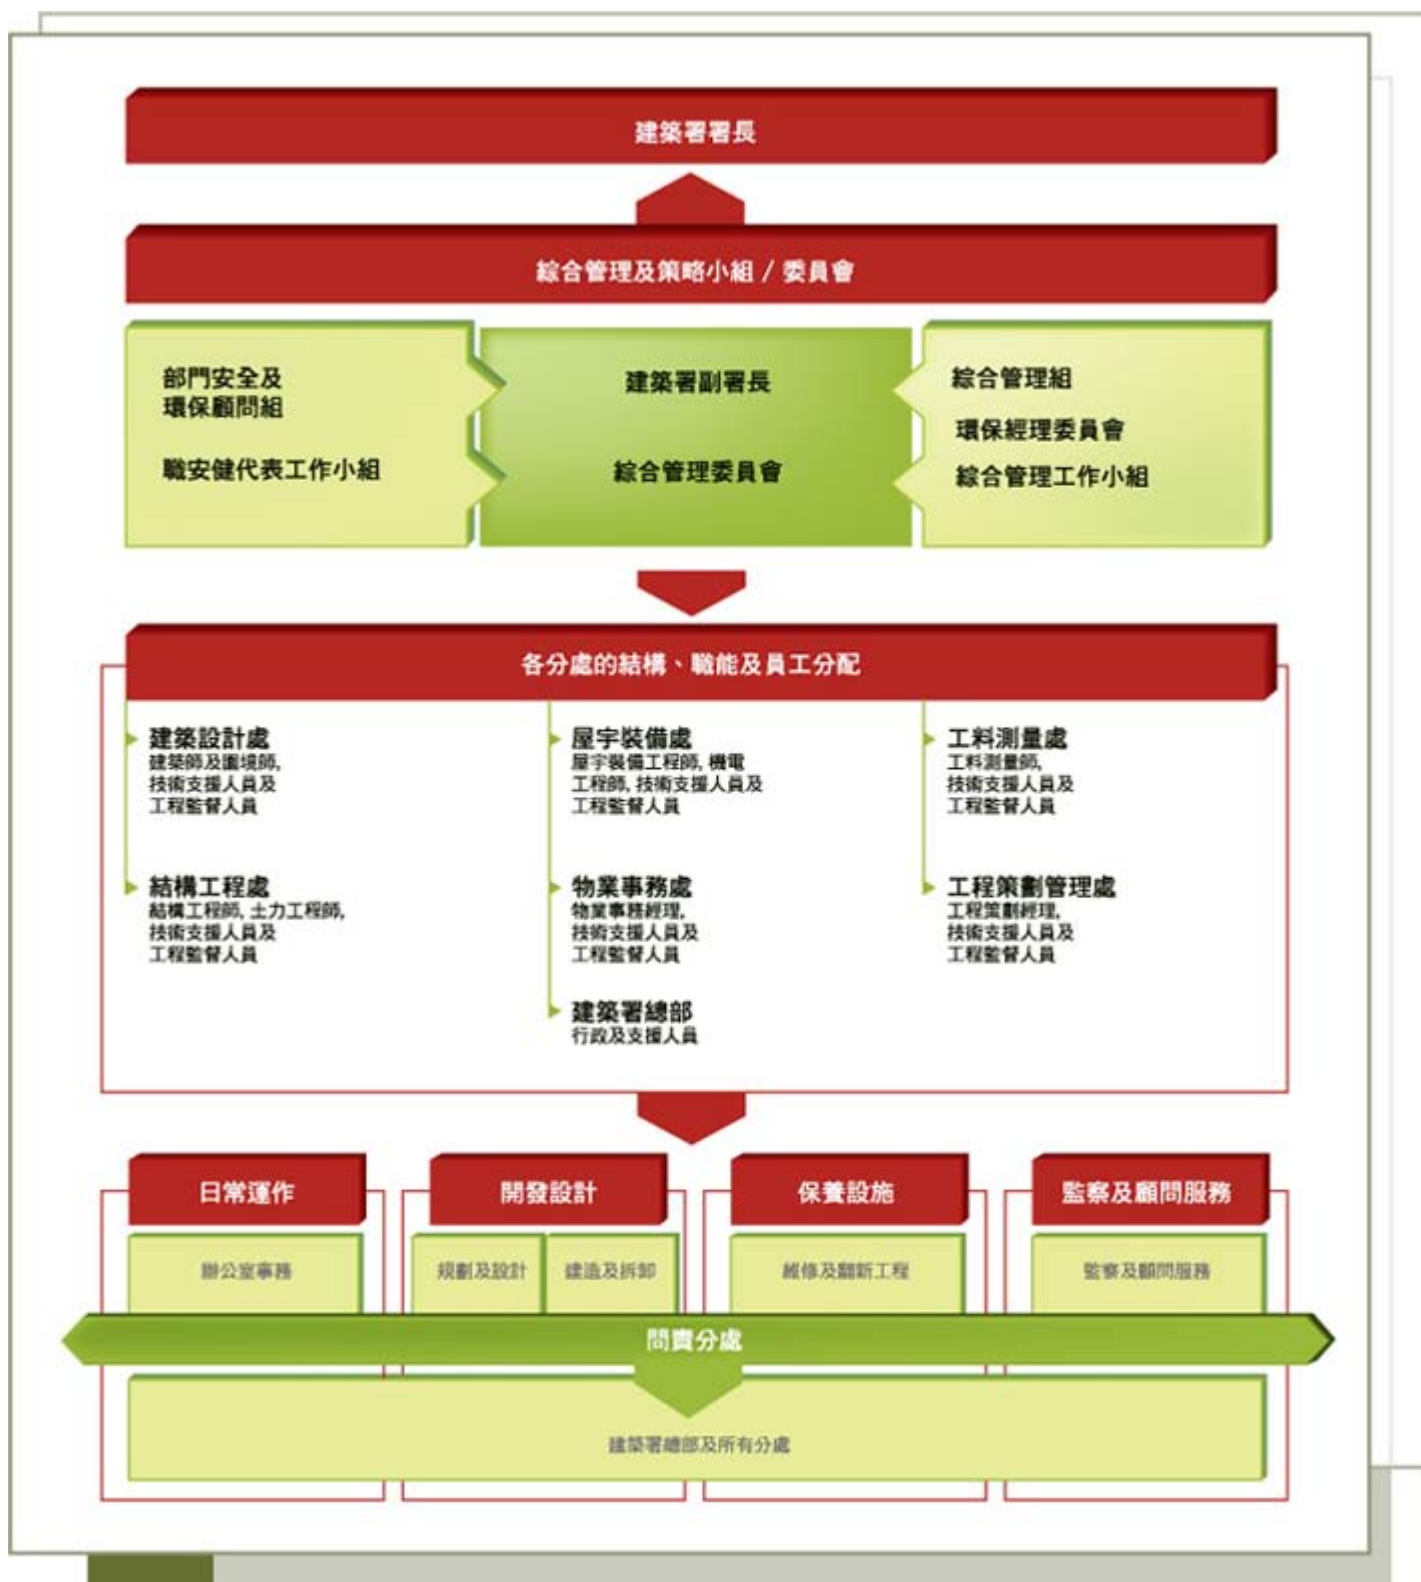 建築署署長
綜合管理及策略小組 / 委員會
部門安全及
環保顧問組
職安健代表工作小組
建築署副署長
綜合管理委員會
綜合管理組
環保經理委員會
綜合管理工作小組
各分處的結構、職能及員工分配
建築設計處
建築師及園境師,
技術支援人員及
工程監督人員
結構工程處
結構工程師, 土力工程師,
技術支援人員及
工程監督人員
屋宇裝備處
屋宇裝備工程師, 機電
工程師, 技術支援人員及
工程監督人員
物業事務處
物業事務經理,
技術支援人員及
工程監督人員
建築署總部
行政及支援人員
工料測量處
工料測量師,
技術支援人員及
工程監督人員
工程策劃管理處
工程策劃經理,
技術支援人員及
工程監督人員
日常運作
開發設計
保養設施
監察及顧問服務
辦公室事務
規劃及設計
建造及拆卸
維修及翻新工程
監察及顧問服務
問責分處
建築署總部及所有分處